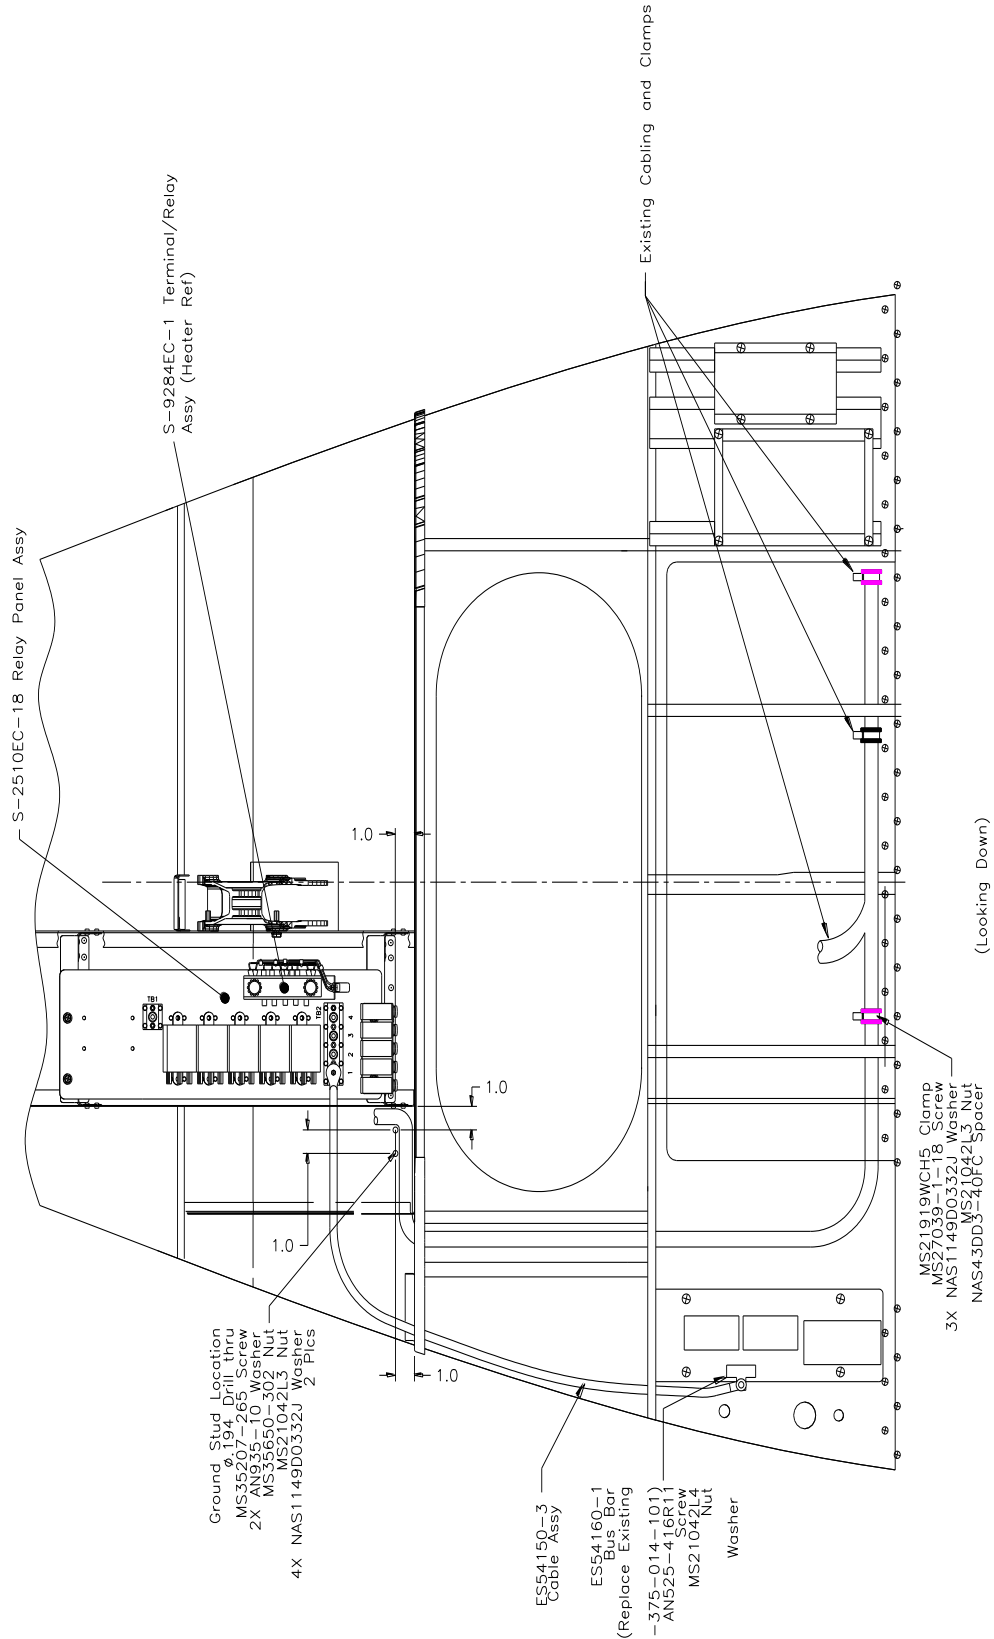 S-2510EC-18 Relay Panel Assy
S-9284EC-1 Terminal/Relay
Assy (Heater Ref)
Existing Cabling and Clamps
TB1
TB2
1 2 3 4
1.0
1.0
1.0
1.0
Ground Stud Location
Ø.194 Drill thru
MS35207-265 Screw
2X AN935-10 Washer
MS35650-302 Nut
MS21042L3 Nut
4X NAS1149D0332J Washer
2 Plcs
ES54150-3
Cable Assy
ES54160-1
Bus Bar
(Replace Existing
-375-014-101)
AN525-416R11
Screw
MS21042L4
Nut
Washer
MS21919WCH5 Clamp
MS27039-1-18 Screw
3X NAS1149D0332J Washer
MS21042L3 Nut
NAS43DD3-40FC Spacer
(Looking Down)